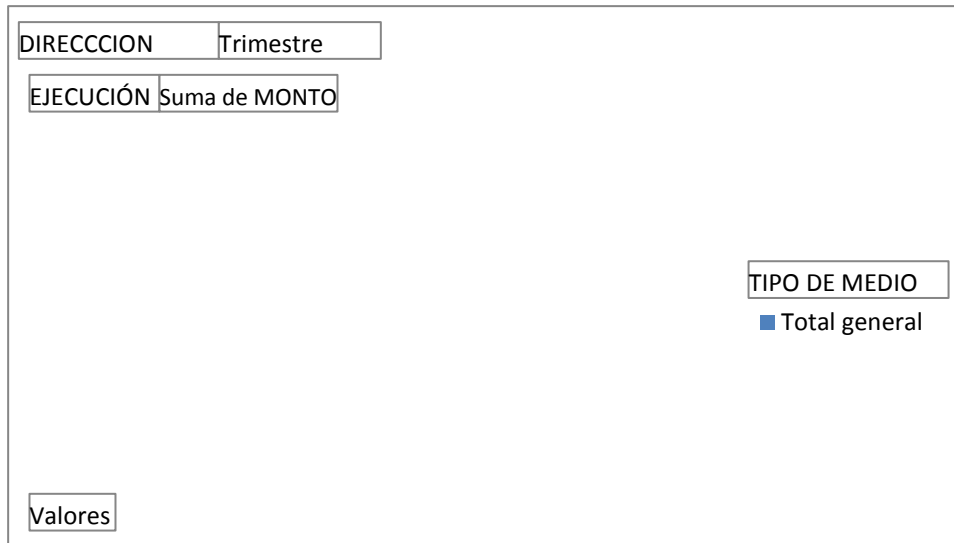 DIRECCCION Trimestre
EJECUCIÓN Suma de MONTO
TIPO DE MEDIO
Total general
Valores